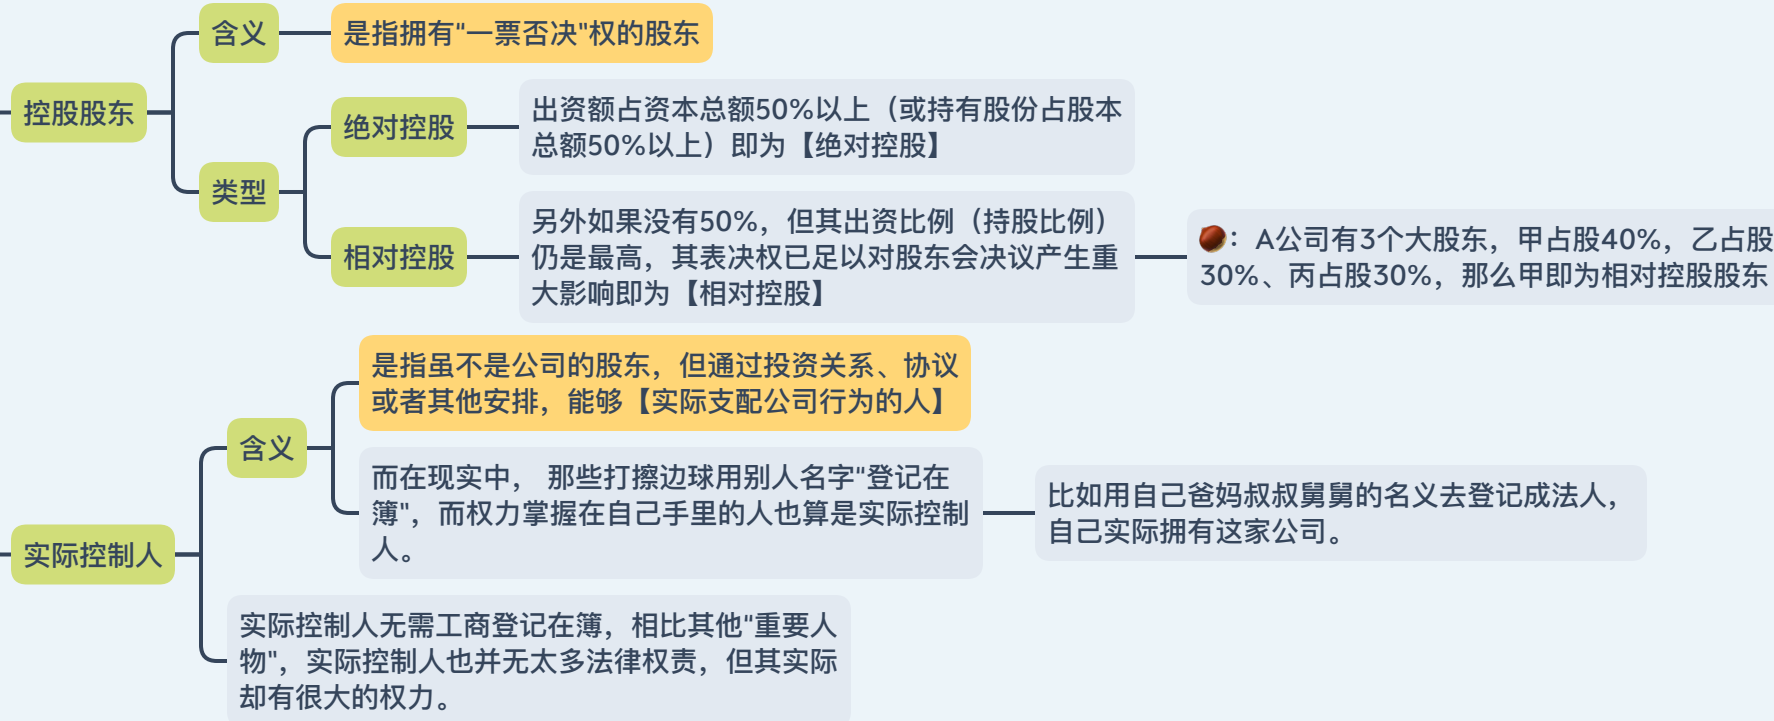 控股股东
含义
是指拥有“一票否决”权的股东
类型
绝对控股
出资额占资本总额50%以上（或持有股份占股本
总额50%以上）即为【绝对控股】
相对控股
另外如果没有50%，但其出资比例（持股比例）
仍是最高，其表决权已足以对股东会决议产生重
大影响即为【相对控股】
：A公司有3个大股东，甲占股40%，乙占股
30%、丙占股30%，那么甲即为相对控股股东
实际控制人
含义
是指虽不是公司的股东，但通过投资关系、协议
或者其他安排，能够【实际支配公司行为的人】
而在现实中， 那些打擦边球用别人名字“登记在
簿”，而权力掌握在自己手里的人也算是实际控制
人。
比如用自己爸妈叔叔舅舅的名义去登记成法人，
自己实际拥有这家公司。
实际控制人无需工商登记在簿，相比其他“重要人
物”，实际控制人也并无太多法律权责，但其实际
却有很大的权力。